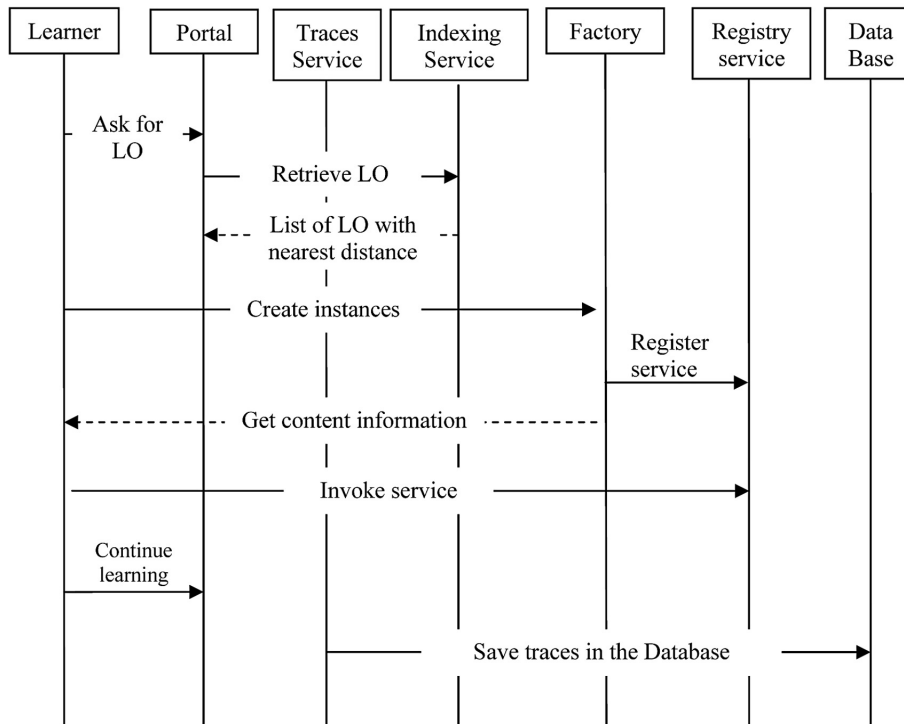 Learner
Portal
Traces
Service
Indexing
Service
Factory
Registry
service
Data
Base
Ask for
LO
Retrieve LO
List of LO with
nearest distance
Create instances
Register
service
Get content information
Invoke service
Continue
learning
Save traces in the Database